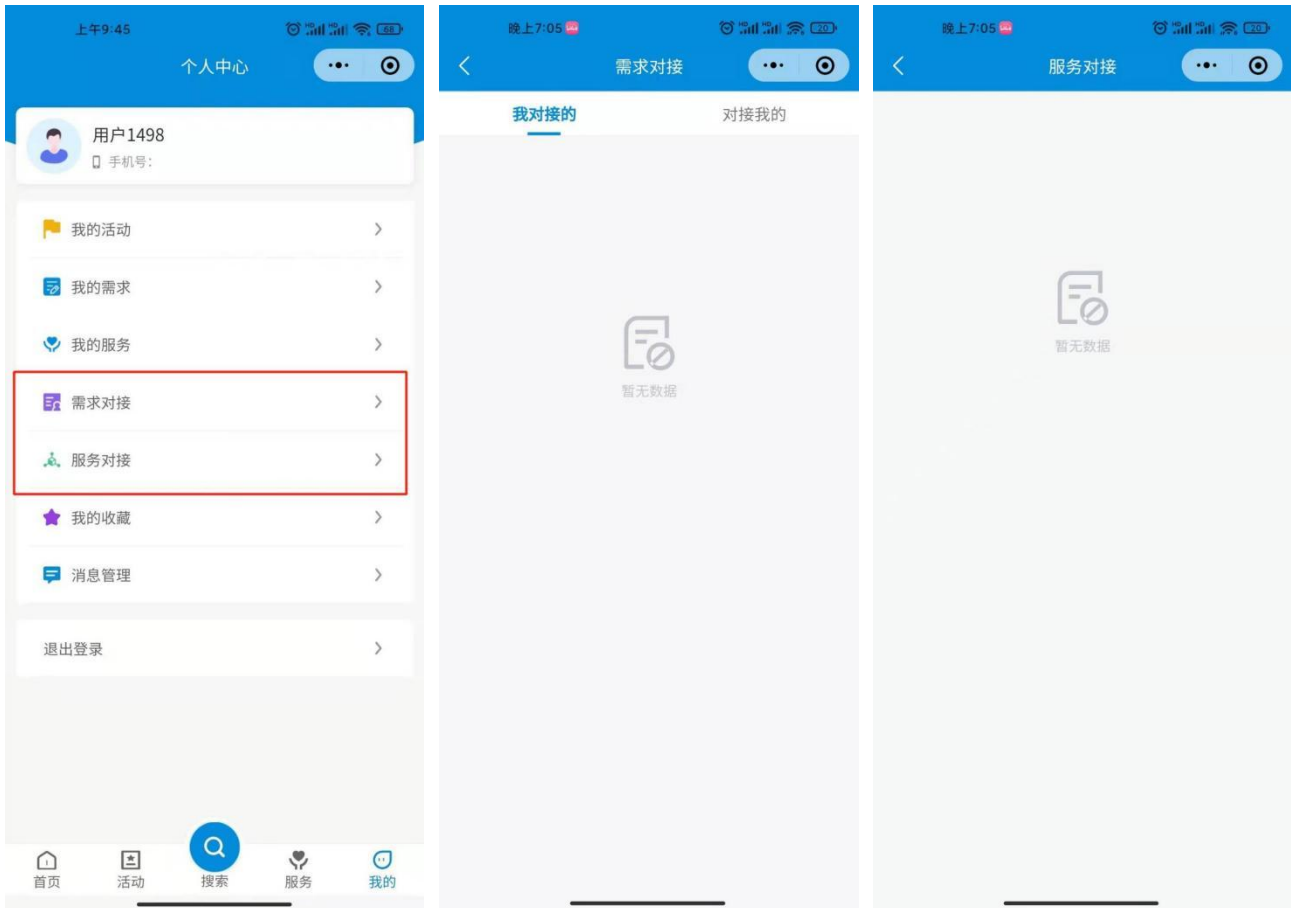 上午9:45
68
个人中心
用户1498
手机号:
我的活动
我的需求
我的服务
需求对接
服务对接
我的收藏
消息管理
退出登录
首页
活动
搜索
服务
我的
晚上7:05
20
需求对接
我对接的
对接我的
暂无数据
晚上7:05
20
服务对接
暂无数据